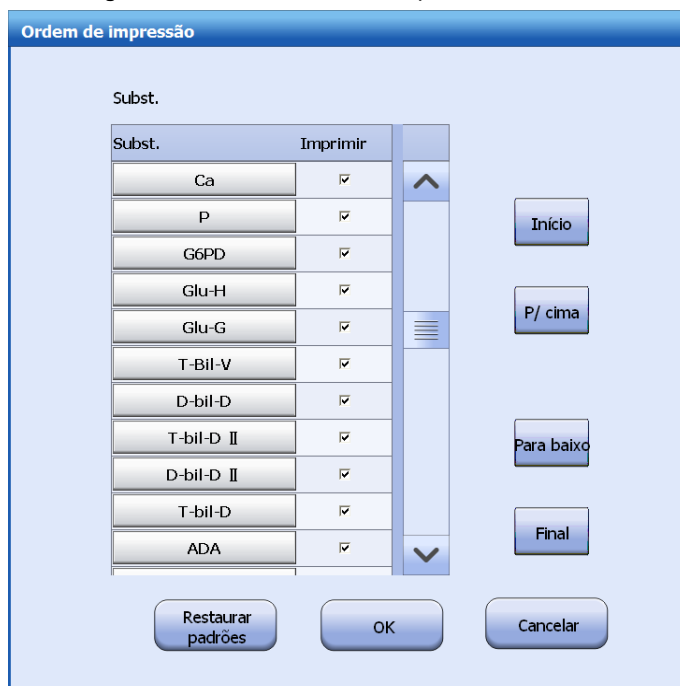 Ordem de impressão
Subst.
Subst. Imprimir
Ca
P
Início
G6PD
Glu-H
P/ cima
Glu-G
T-Bil-V
D-bil-D
T-bil-D Ⅱ
Para baixo
D-bil-D Ⅱ
T-bil-D
Final
ADA
Restaurar
padrões
OK
Cancelar